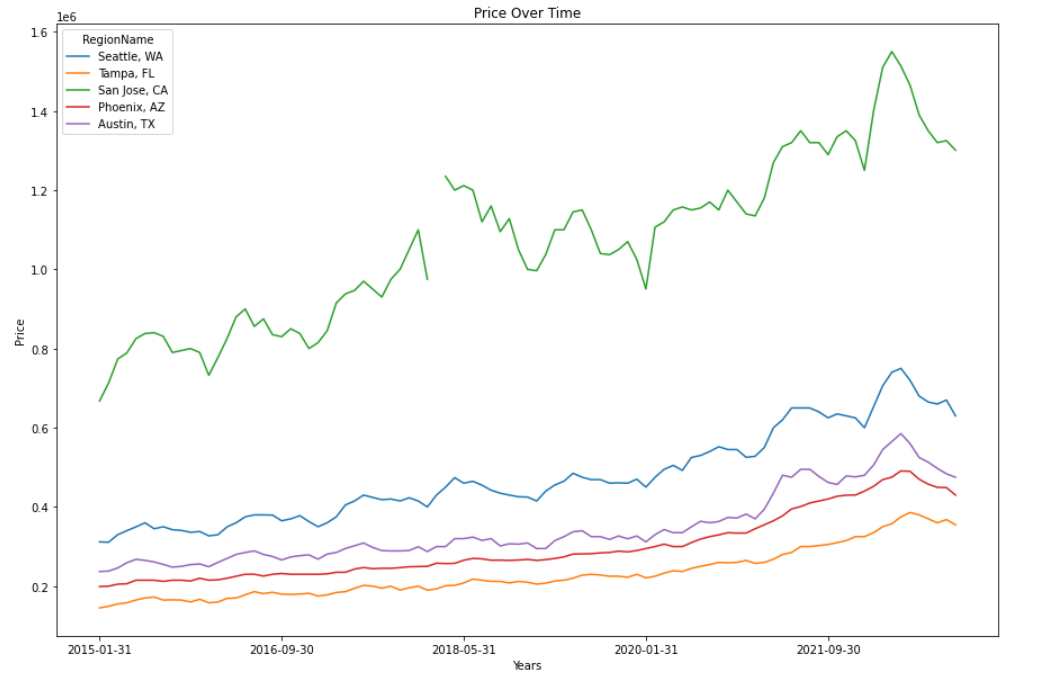 Price Over Time
1e6
RegionName
Seattle, WA
Tampa, FL
San Jose, CA
Phoenix, AZ
Austin, TX
1.6
1.4
1.2
1.0
0.8
0.6
0.4
0.2
Price
2015-01-31 2016-09-30 2018-05-31 2020-01-31 2021-09-30
Years